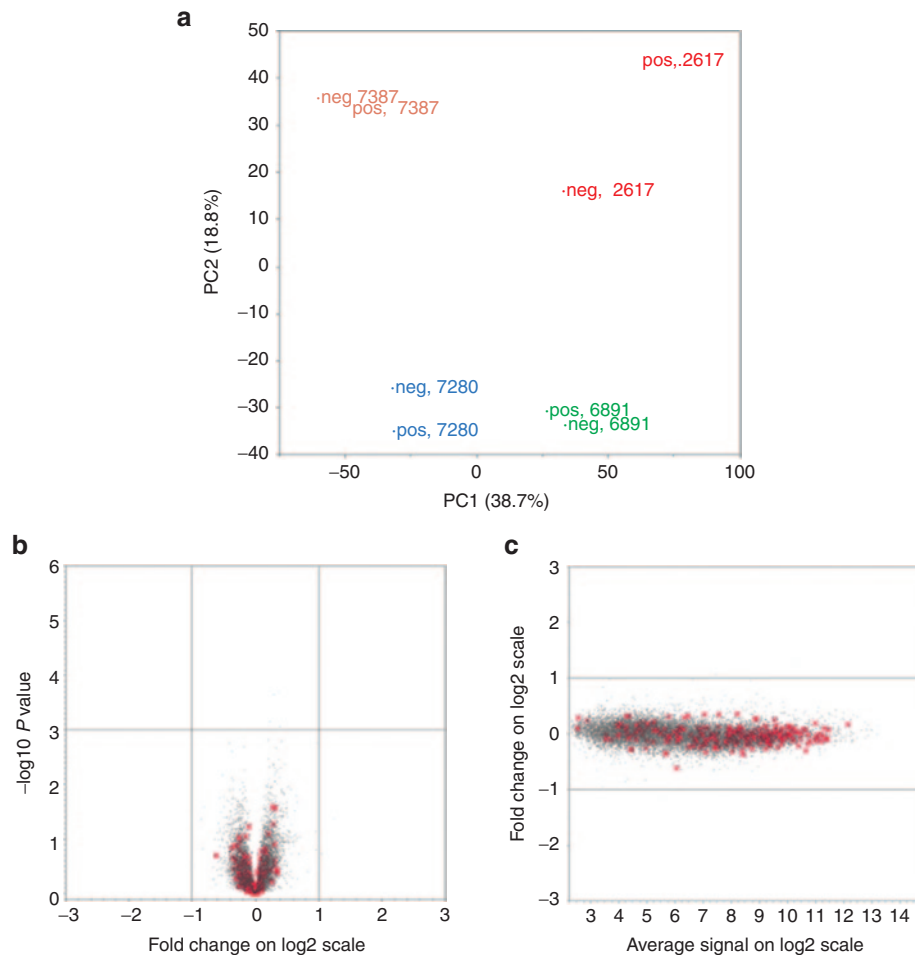 a
50
40
30
20
10
0
−10
−20
−30
−40
PC2 (18.8%)
pos,.2617
·neg 7387
pos, 7387
·neg, 2617
·neg, 7280
·pos, 7280
·pos, 6891
·neg, 6891
−50 0 50 100
PC1 (38.7%)
b
6
5
4
3
2
1
0
−log10 P value
−3 −2 −1 0 1 2 3
Fold change on log2 scale
c
3
2
1
0
−1
−2
−3
Fold change on log2 scale
3 4 5 6 7 8 9 10 11 12 13 14
Average signal on log2 scale